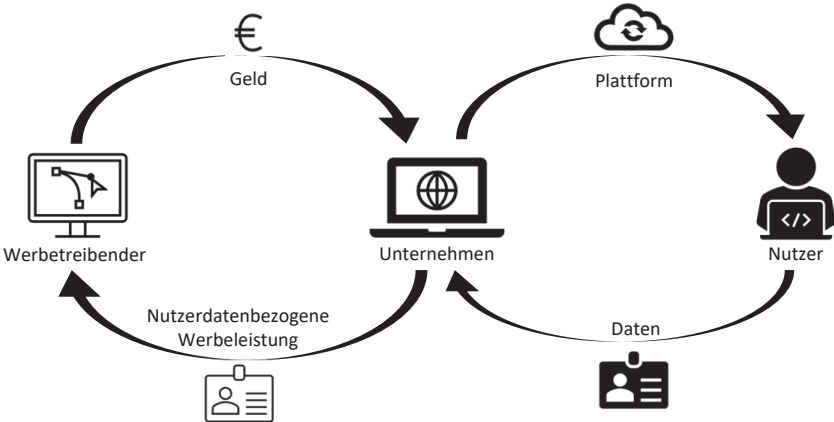 €
Geld
Plattform
</>
Werbetreibender
Unternehmen
Nutzer
Nutzerdatenbezogene
Werbeleistung
Daten